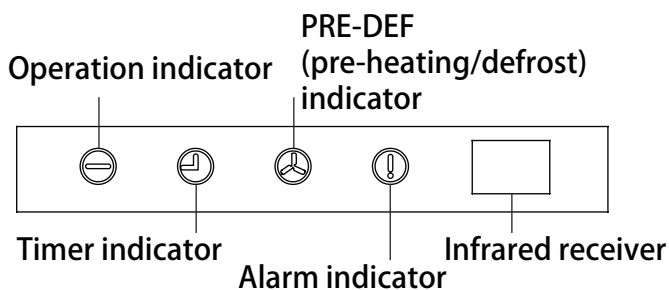 PRE-DEF
(pre-heating/defrost)
indicator
Operation indicator
Timer indicator
Alarm indicator
Infrared receiver